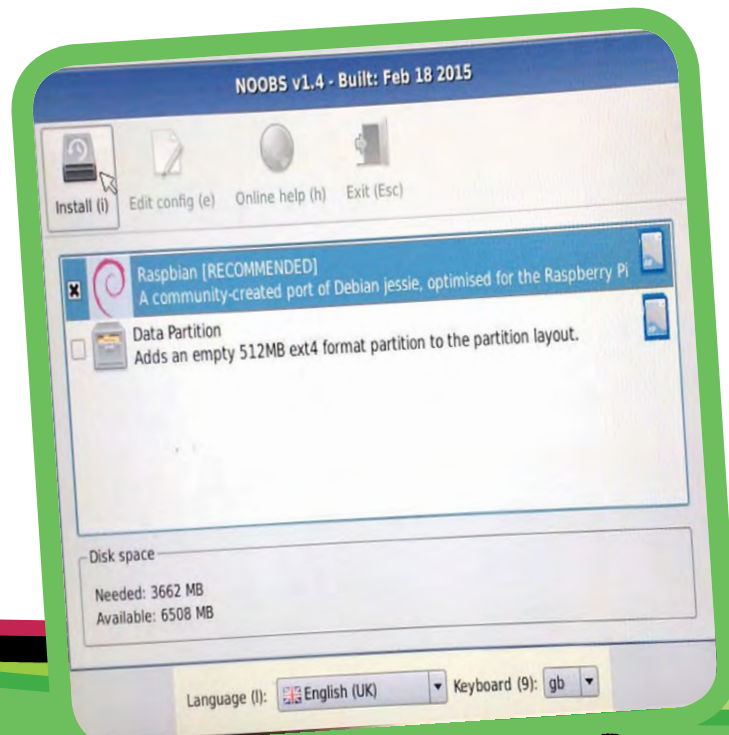 NOOBS v1.4 - Built: Feb 18 2015
Install (i) Edit config (e) Online help (h) Exit (Esc)
Raspbian [RECOMMENDED]
A community-created port of Debian jessie, optimised for the Raspberry Pi
Data Partition
Adds an empty 512MB ext4 format partition to the partition layout.
Disk space
Needed: 3662 MB
Available: 6508 MB
Language (l): English (UK) Keyboard (9): gb